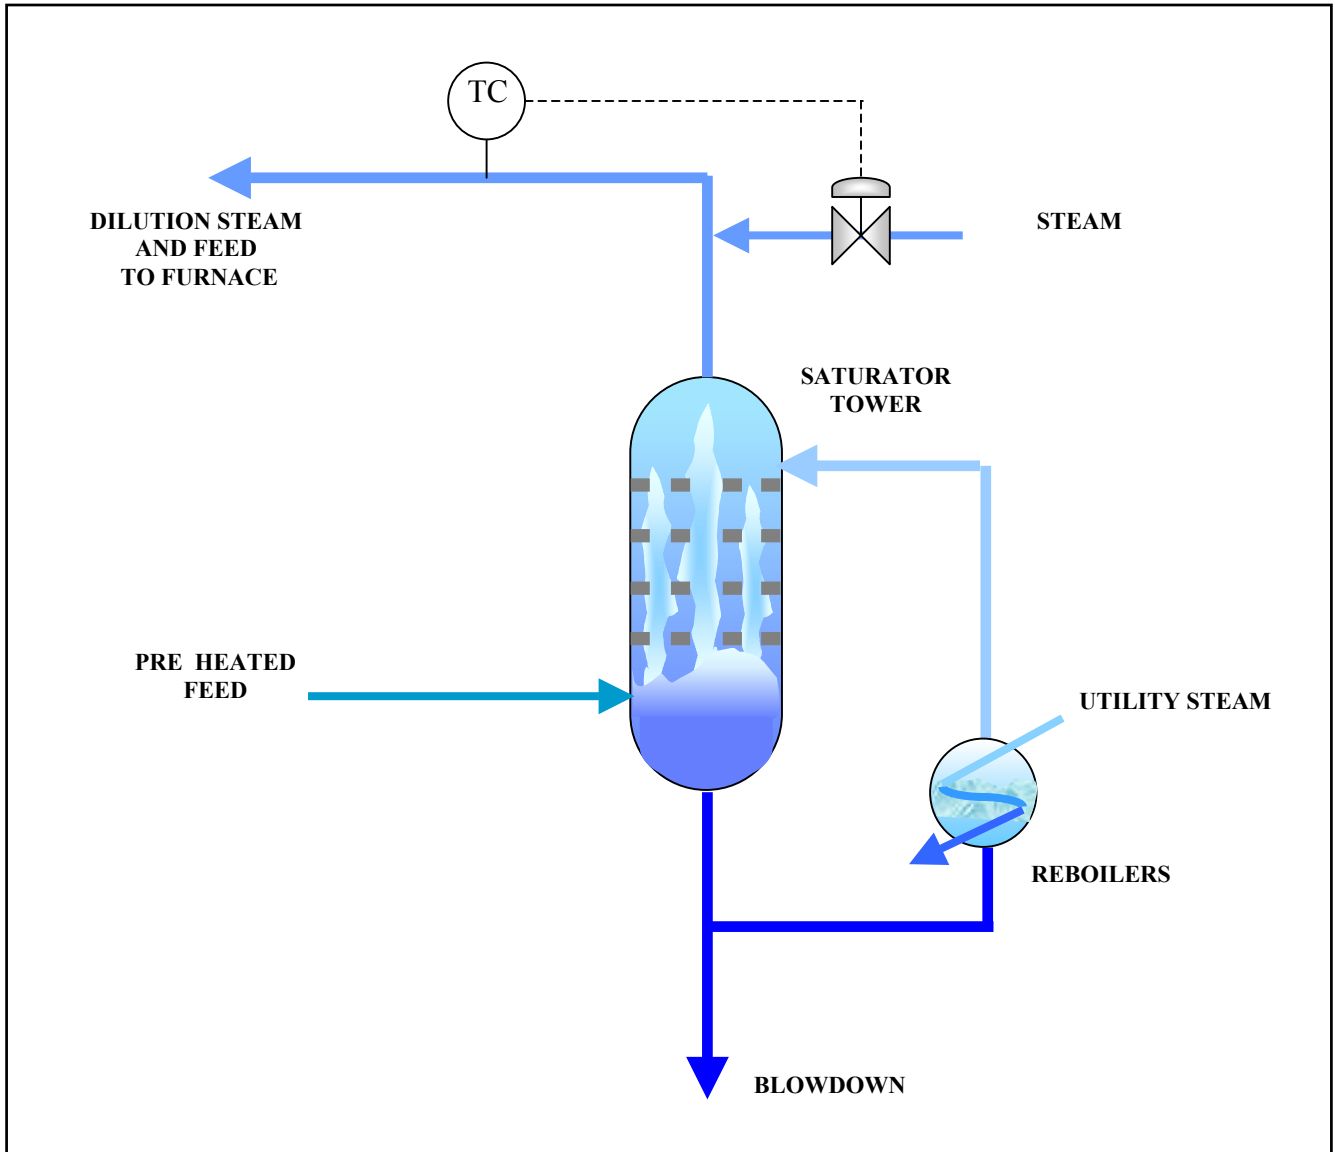 TC
DILUTION STEAM
AND FEED
TO FURNACE
STEAM
SATURATOR
TOWER
PRE HEATED
FEED
UTILITY STEAM
REBOILERS
BLOWDOWN